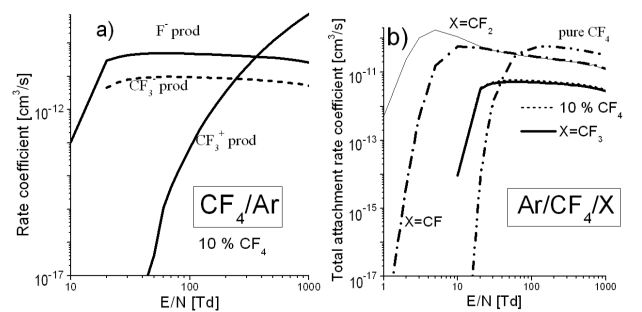 a)
F⁻ prod
CF₃⁻ prod
CF₃⁺ prod
CF₄/Ar
10 % CF₄
Rate coefficient [cm³/s]
10⁻¹²
10⁻¹⁷
10
100
1000
E/N [Td]
b)
X=CF₂
pure CF₄
10 % CF₄
X=CF₃
X=CF
Ar/CF₄/X
Total attachment rate coefficient [cm³/s]
10⁻¹¹
10⁻¹³
10⁻¹⁵
10⁻¹⁷
1
10
100
1000
E/N [Td]